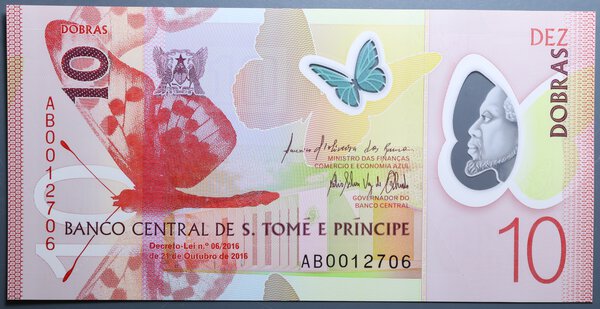 10
DOBRAS
AB0012706
10
MINISTRO DAS FINANÇAS
COMÉRCIO E ECONOMIA AZUL
GOVERNADOR DO
BANCO CENTRAL
BANCO CENTRAL DE S. TOMÉ E PRÍNCIPE
Decreto-Lei n.º 06/2016
de 21 de Outubro de 2016
AB0012706
DEZ
DOBRAS
10